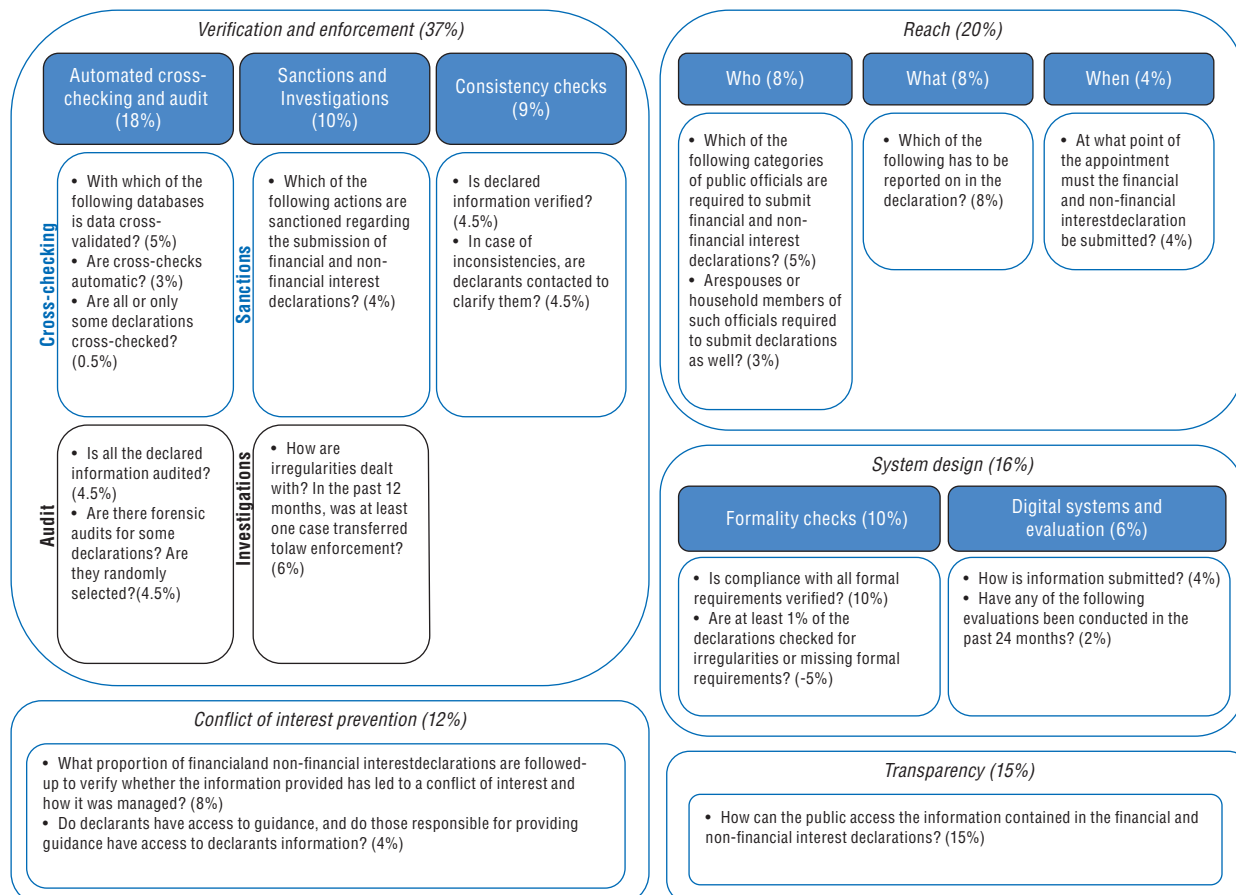 Verification and enforcement (37%)
Automated cross-
checking and audit
(18%)
Sanctions and
Investigations
(10%)
Consistency checks
(9%)
Cross-checking
• With which of the
following databases
is data cross-
validated? (5%)
• Are cross-checks
automatic? (3%)
• Are all or only
some declarations
cross-checked?
(0.5%)
Sanctions
• Which of the
following actions are
sanctioned regarding
the submission of
financial and non-
financial interest
declarations? (4%)
• Is declared
information verified?
(4.5%)
• In case of
inconsistencies, are
declarants contacted to
clarify them? (4.5%)
Audit
• Is all the declared
information audited?
(4.5%)
• Are there forensic
audits for some
declarations? Are
they randomly
selected?(4.5%)
Investigations
• How are
irregularities dealt
with? In the past 12
months, was at least
one case transferred
tolaw enforcement?
(6%)
Reach (20%)
Who (8%)
What (8%)
When (4%)
• Which of the
following categories
of public officials are
required to submit
financial and non-
financial interest
declarations? (5%)
• Arespouses or
household members of
such officials required
to submit declarations
as well? (3%)
• Which of the
following has to be
reported on in the
declaration? (8%)
• At what point of
the appointment
must the financial
and non-financial
interestdeclaration
be submitted? (4%)
System design (16%)
Formality checks (10%)
Digital systems and
evaluation (6%)
• Is compliance with all formal
requirements verified? (10%)
• Are at least 1% of the
declarations checked for
irregularities or missing formal
requirements? (-5%)
• How is information submitted? (4%)
• Have any of the following
evaluations been conducted in the
past 24 months? (2%)
Conflict of interest prevention (12%)
• What proportion of financialand non-financial interestdeclarations are followed-
up to verify whether the information provided has led to a conflict of interest and
how it was managed? (8%)
• Do declarants have access to guidance, and do those responsible for providing
guidance have access to declarants information? (4%)
Transparency (15%)
• How can the public access the information contained in the financial and
non-financial interest declarations? (15%)